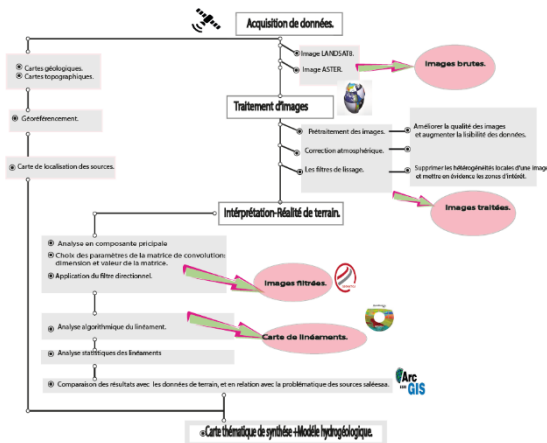 Acquisition de données.
Cartes géologiques.
Cartes topographiques.
Image LANDSATII.
Image ASTER.
Images brutes.
Traitement d'images
Géoreférencement.
Prétraitement des images.
Améliorer la qualité des images
et augmenter la lisibilité des données.
Correction atmosphérique.
Carte de localisation des sources.
Les filtres de lissage.
Supprimer les hétérogénéités locales d'une image
et mettre en évidence les zones d'intérêt.
Images traitées.
Intérprétation-Réalité de terrain.
Analyse en composante pricipale
Choix des paramètres de la matrice de convolution:
dimension et valeur de la matrice.
Application du filtre directionnel.
Images filtrées.
Analyse algorithmique du linéament.
Carte de linéaments.
Analyse statittiques des linéaments
Comparaison des résultats avec les données de terrain, et en relation avec la problématique des sources saléesea.
Arc
GIS
Carte thématique de synthèse +Modèle hydrogéologique.